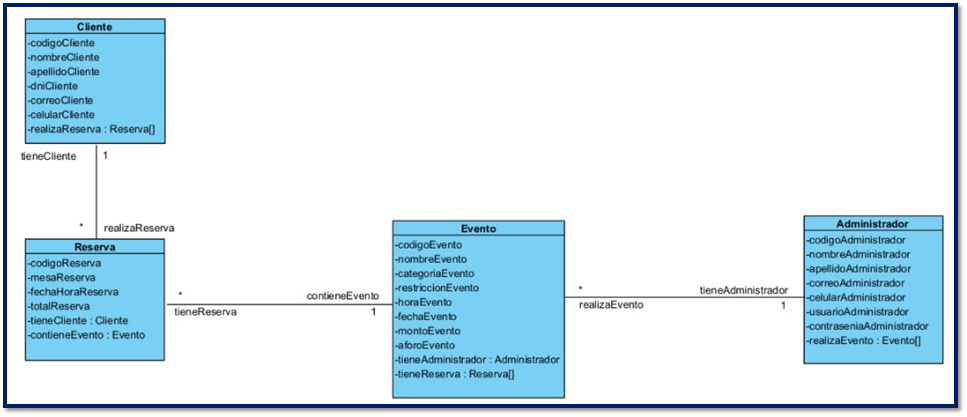 Cliente
-codigoCliente
-nombreCliente
-apellidoCliente
-dniCliente
-correoCliente
-celularCliente
-realizaReserva : Reserva[]
tieneCliente
1
*
realizaReserva
Reserva
-codigoReserva
-mesaReserva
-fechaHoraReserva
-totalReserva
-tieneCliente : Cliente
-contieneEvento : Evento
*
tieneReserva
contieneEvento
1
Evento
-codigoEvento
-nombreEvento
-categoriaEvento
-restriccionEvento
-horaEvento
-fechaEvento
-montoEvento
-aforoEvento
-tieneAdministrador : Administrador
-tieneReserva : Reserva[]
*
realizaEvento
tieneAdministrador
1
Administrador
-codigoAdministrador
-nombreAdministrador
-apellidoAdministrador
-correoAdministrador
-celularAdministrador
-usuarioAdministrador
-contraseniaAdministrador
-realizaEvento : Evento[]